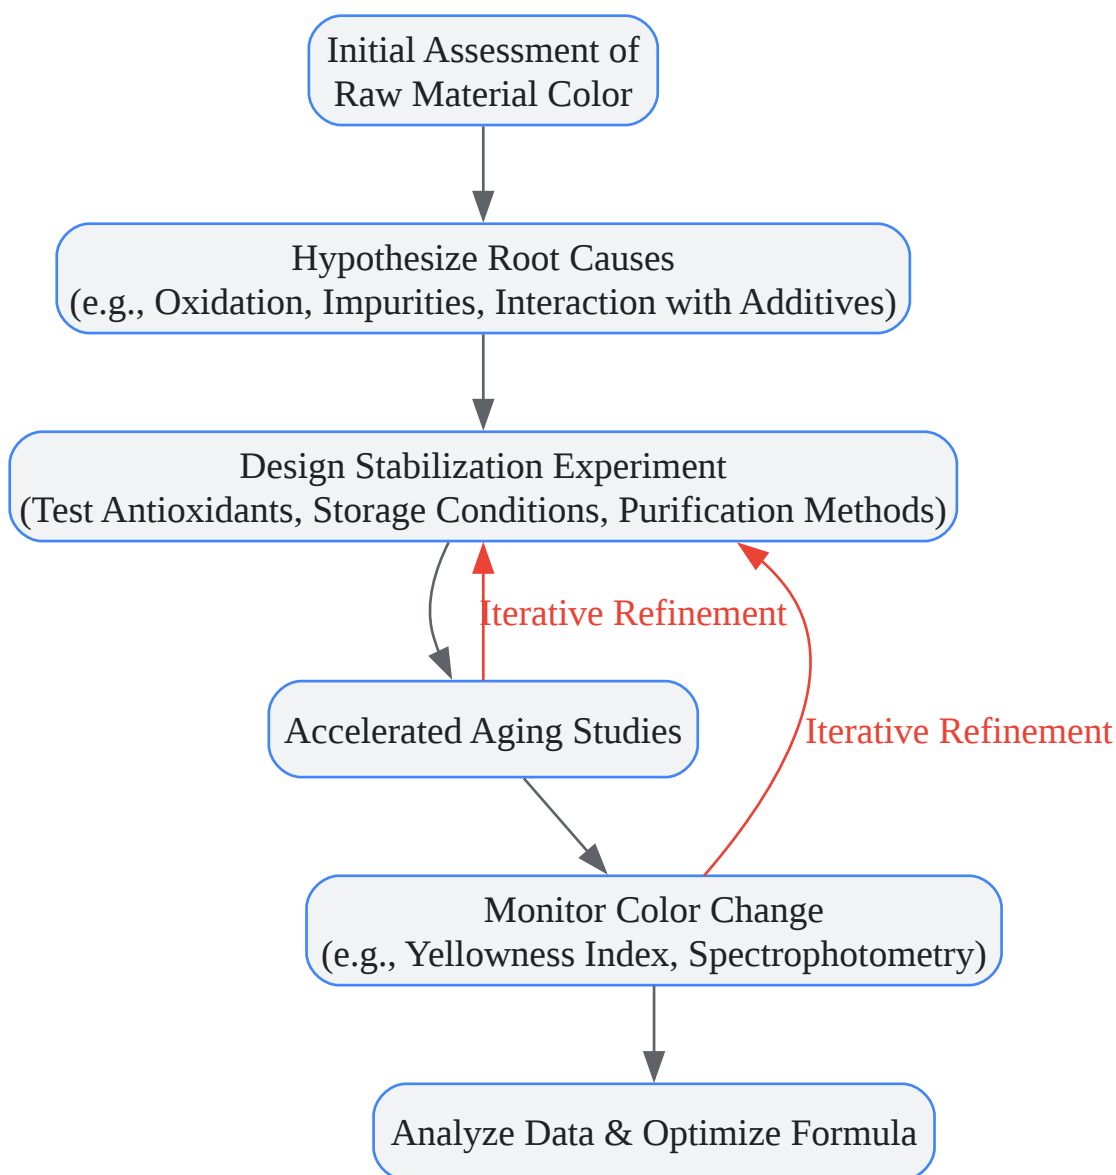 Initial Assessment of
Raw Material Color
Hypothesize Root Causes
(e.g., Oxidation, Impurities, Interaction with Additives)
Design Stabilization Experiment
(Test Antioxidants, Storage Conditions, Purification Methods)
Iterative Refinement
Accelerated Aging Studies
Iterative Refinement
Monitor Color Change
(e.g., Yellowness Index, Spectrophotometry)
Analyze Data & Optimize Formula